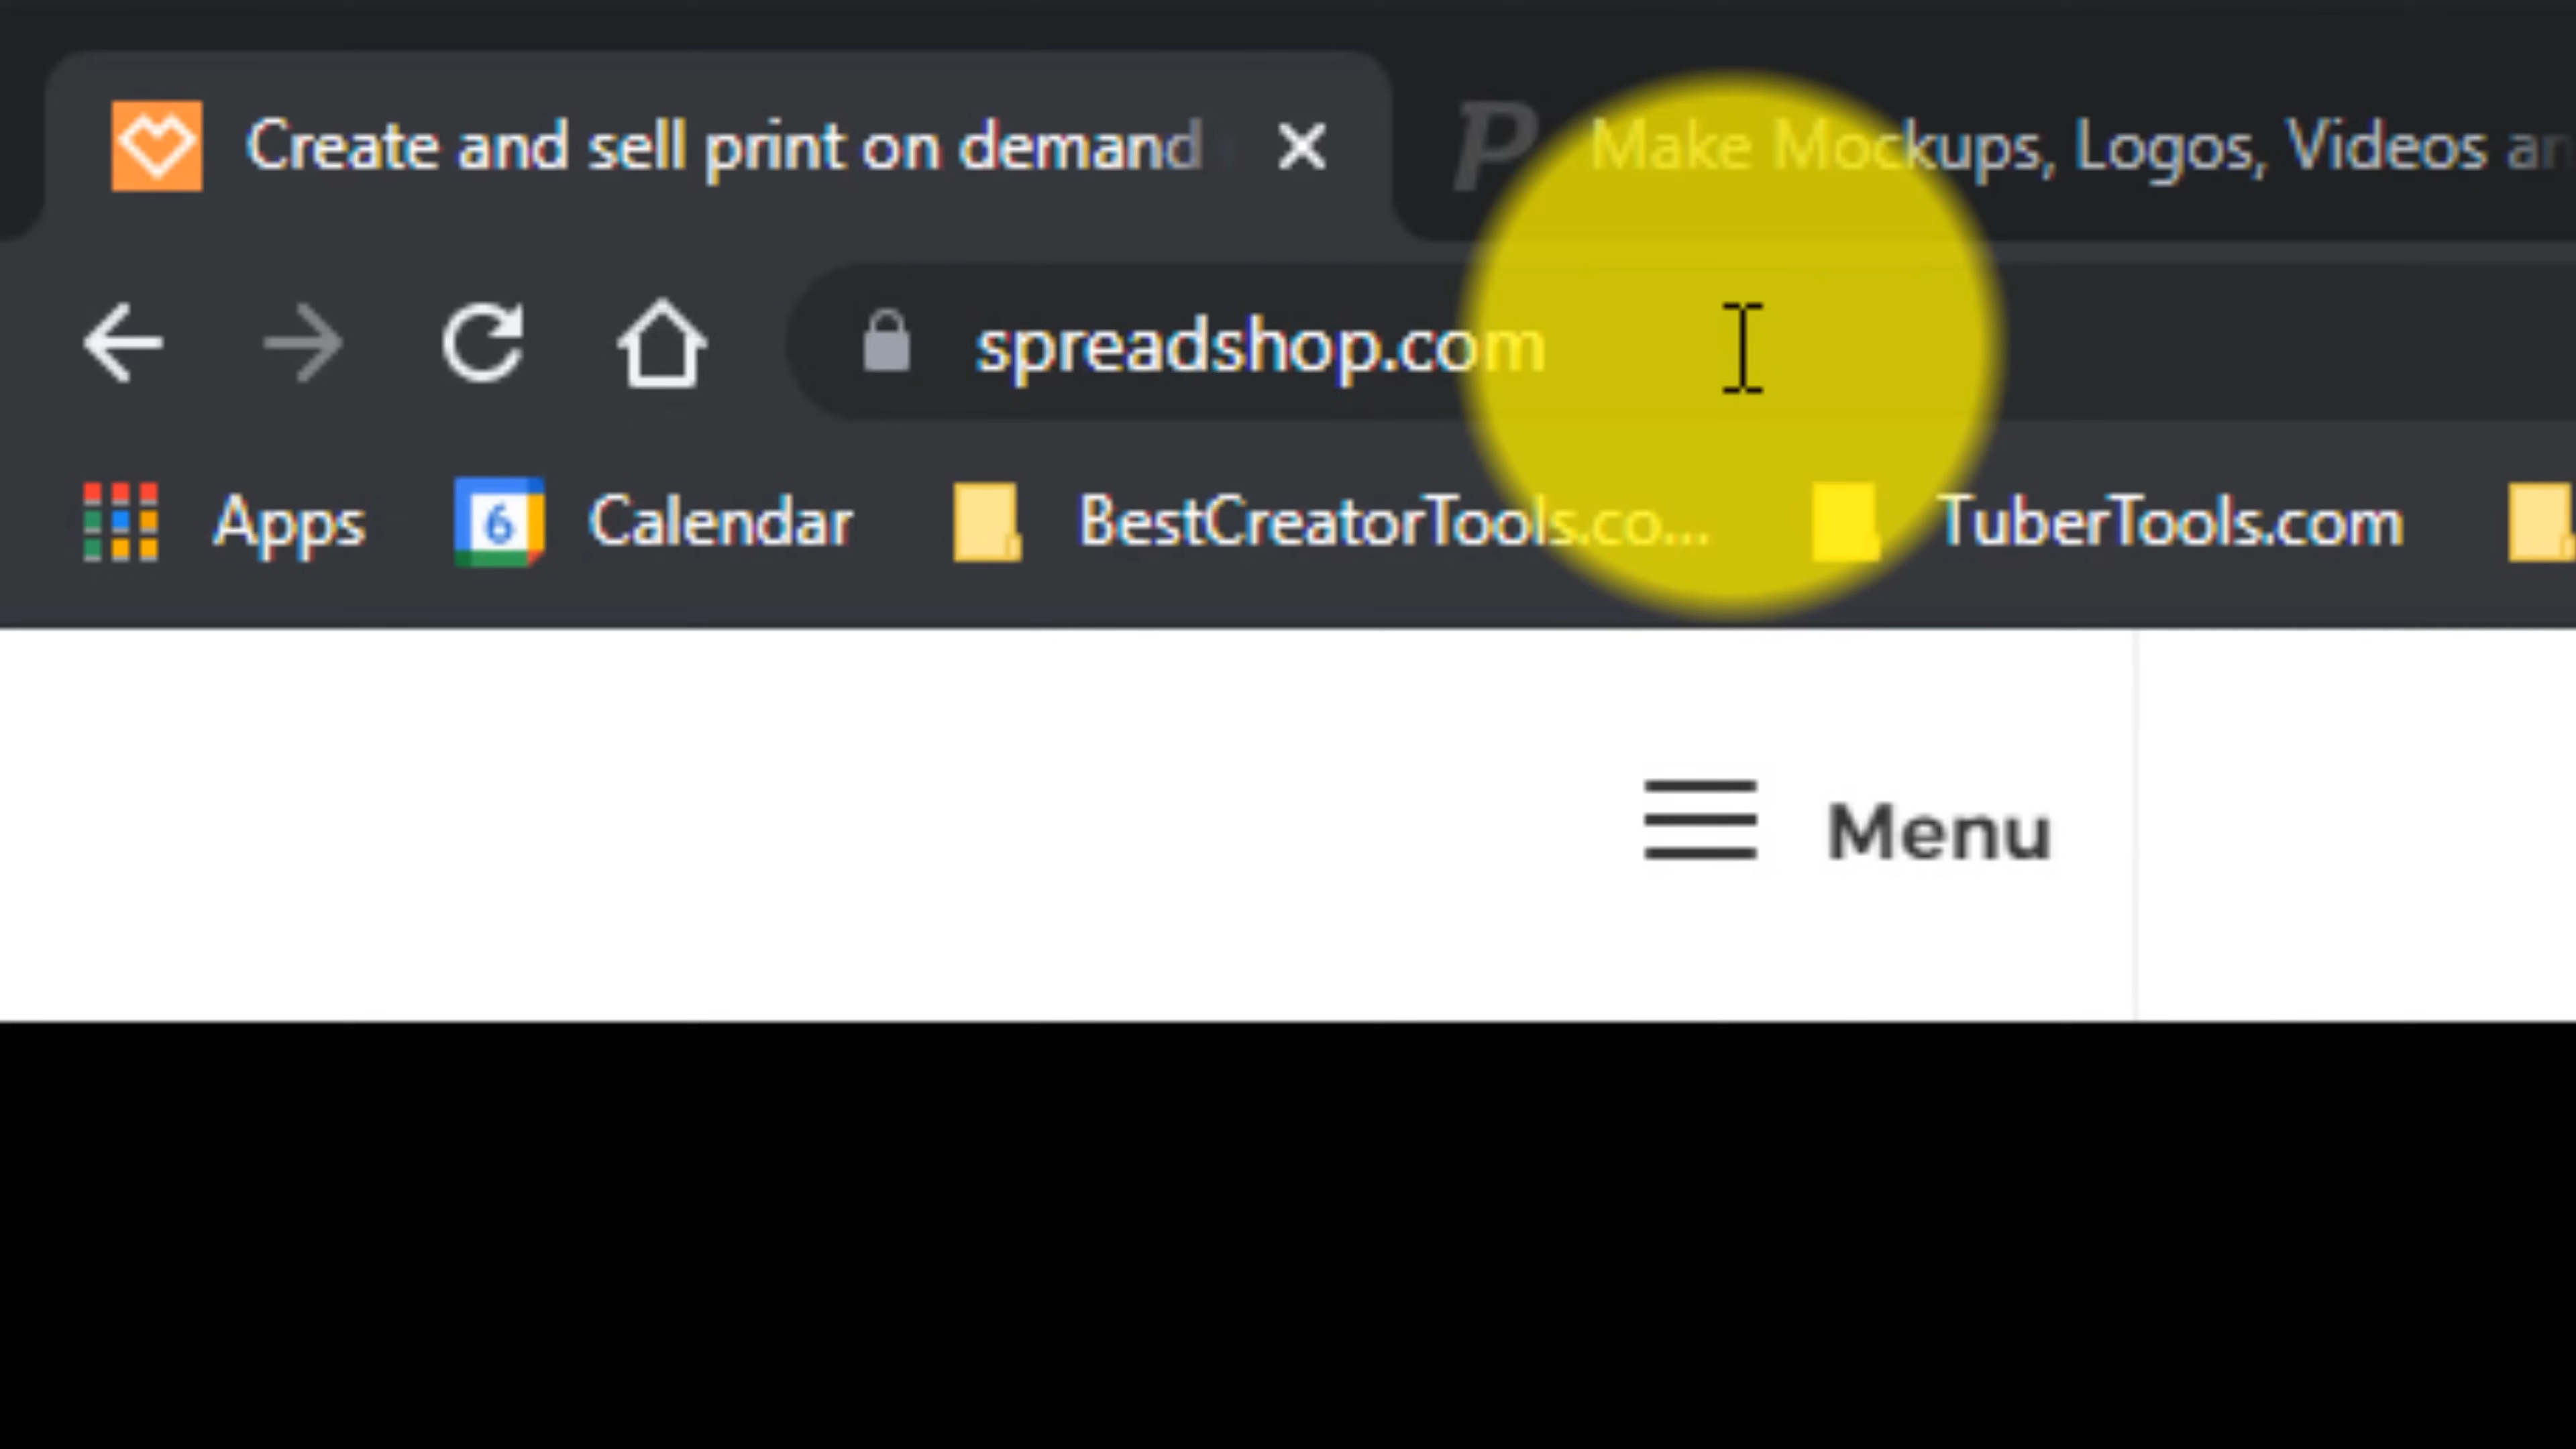 Create and sell print on demand
P Make Mockups, Logos, Videos an
spreadshop.com
Apps
6 Calendar
BestCreatorTools.co...
TuberTools.com
Menu